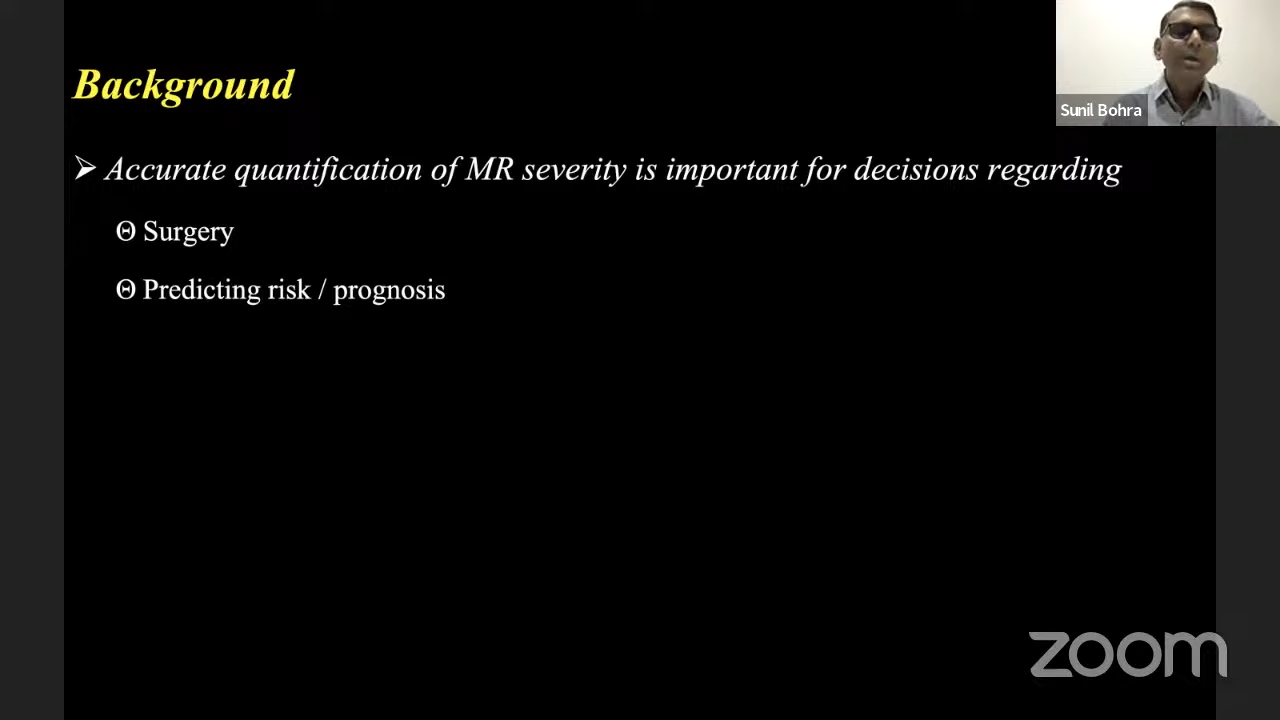 Background
➢ Accurate quantification of MR severity is important for decisions regarding
Θ Surgery
Θ Predicting risk / prognosis
Sunil Bohra
zoom